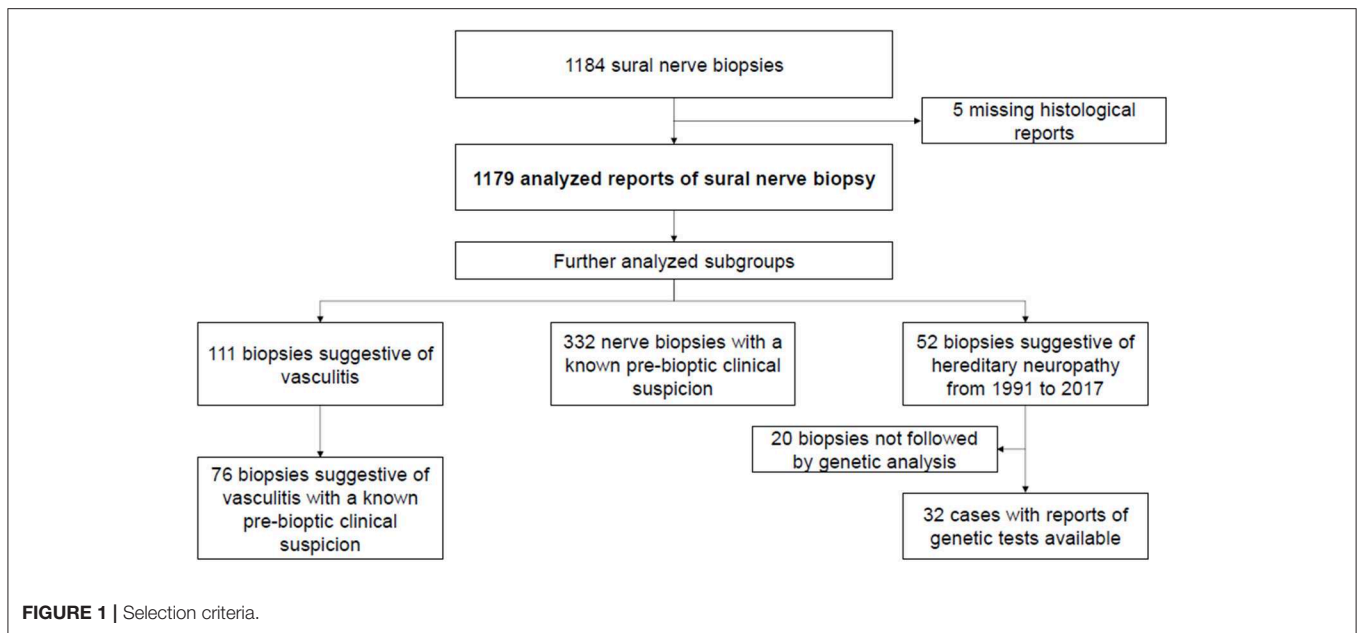 1184 sural nerve biopsies
5 missing histological
reports
1179 analyzed reports of sural nerve biopsy
Further analyzed subgroups
111 biopsies suggestive of
vasculitis
332 nerve biopsies with a
known pre-bioptic clinical
suspicion
52 biopsies suggestive of
hereditary neuropathy
from 1991 to 2017
20 biopsies not followed
by genetic analysis
76 biopsies suggestive of
vasculitis with a known
pre-bioptic clinical
suspicion
32 cases with reports of
genetic tests available
FIGURE 1 | Selection criteria.